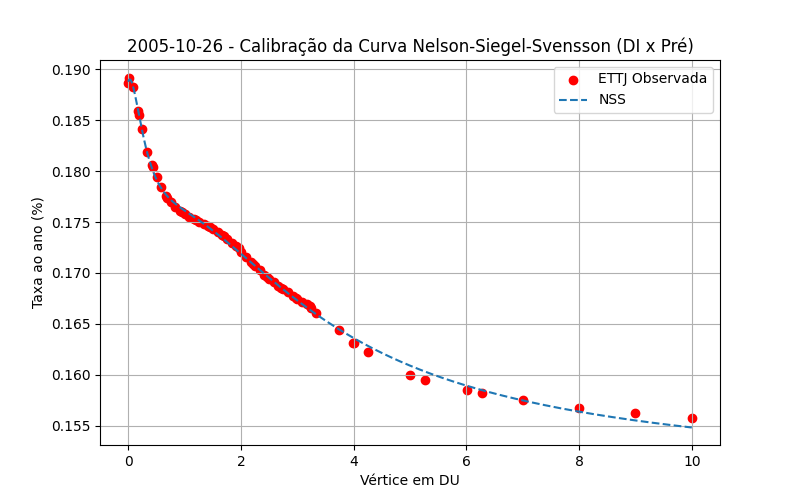 2005-10-26 - Calibração da Curva Nelson-Siegel-Svensson (DI x Pré)
ETTJ Observada
NSS
Taxa ao ano (%)
0.190
0.185
0.180
0.175
0.170
0.165
0.160
0.155
0 2 4 6 8 10
Vértice em DU